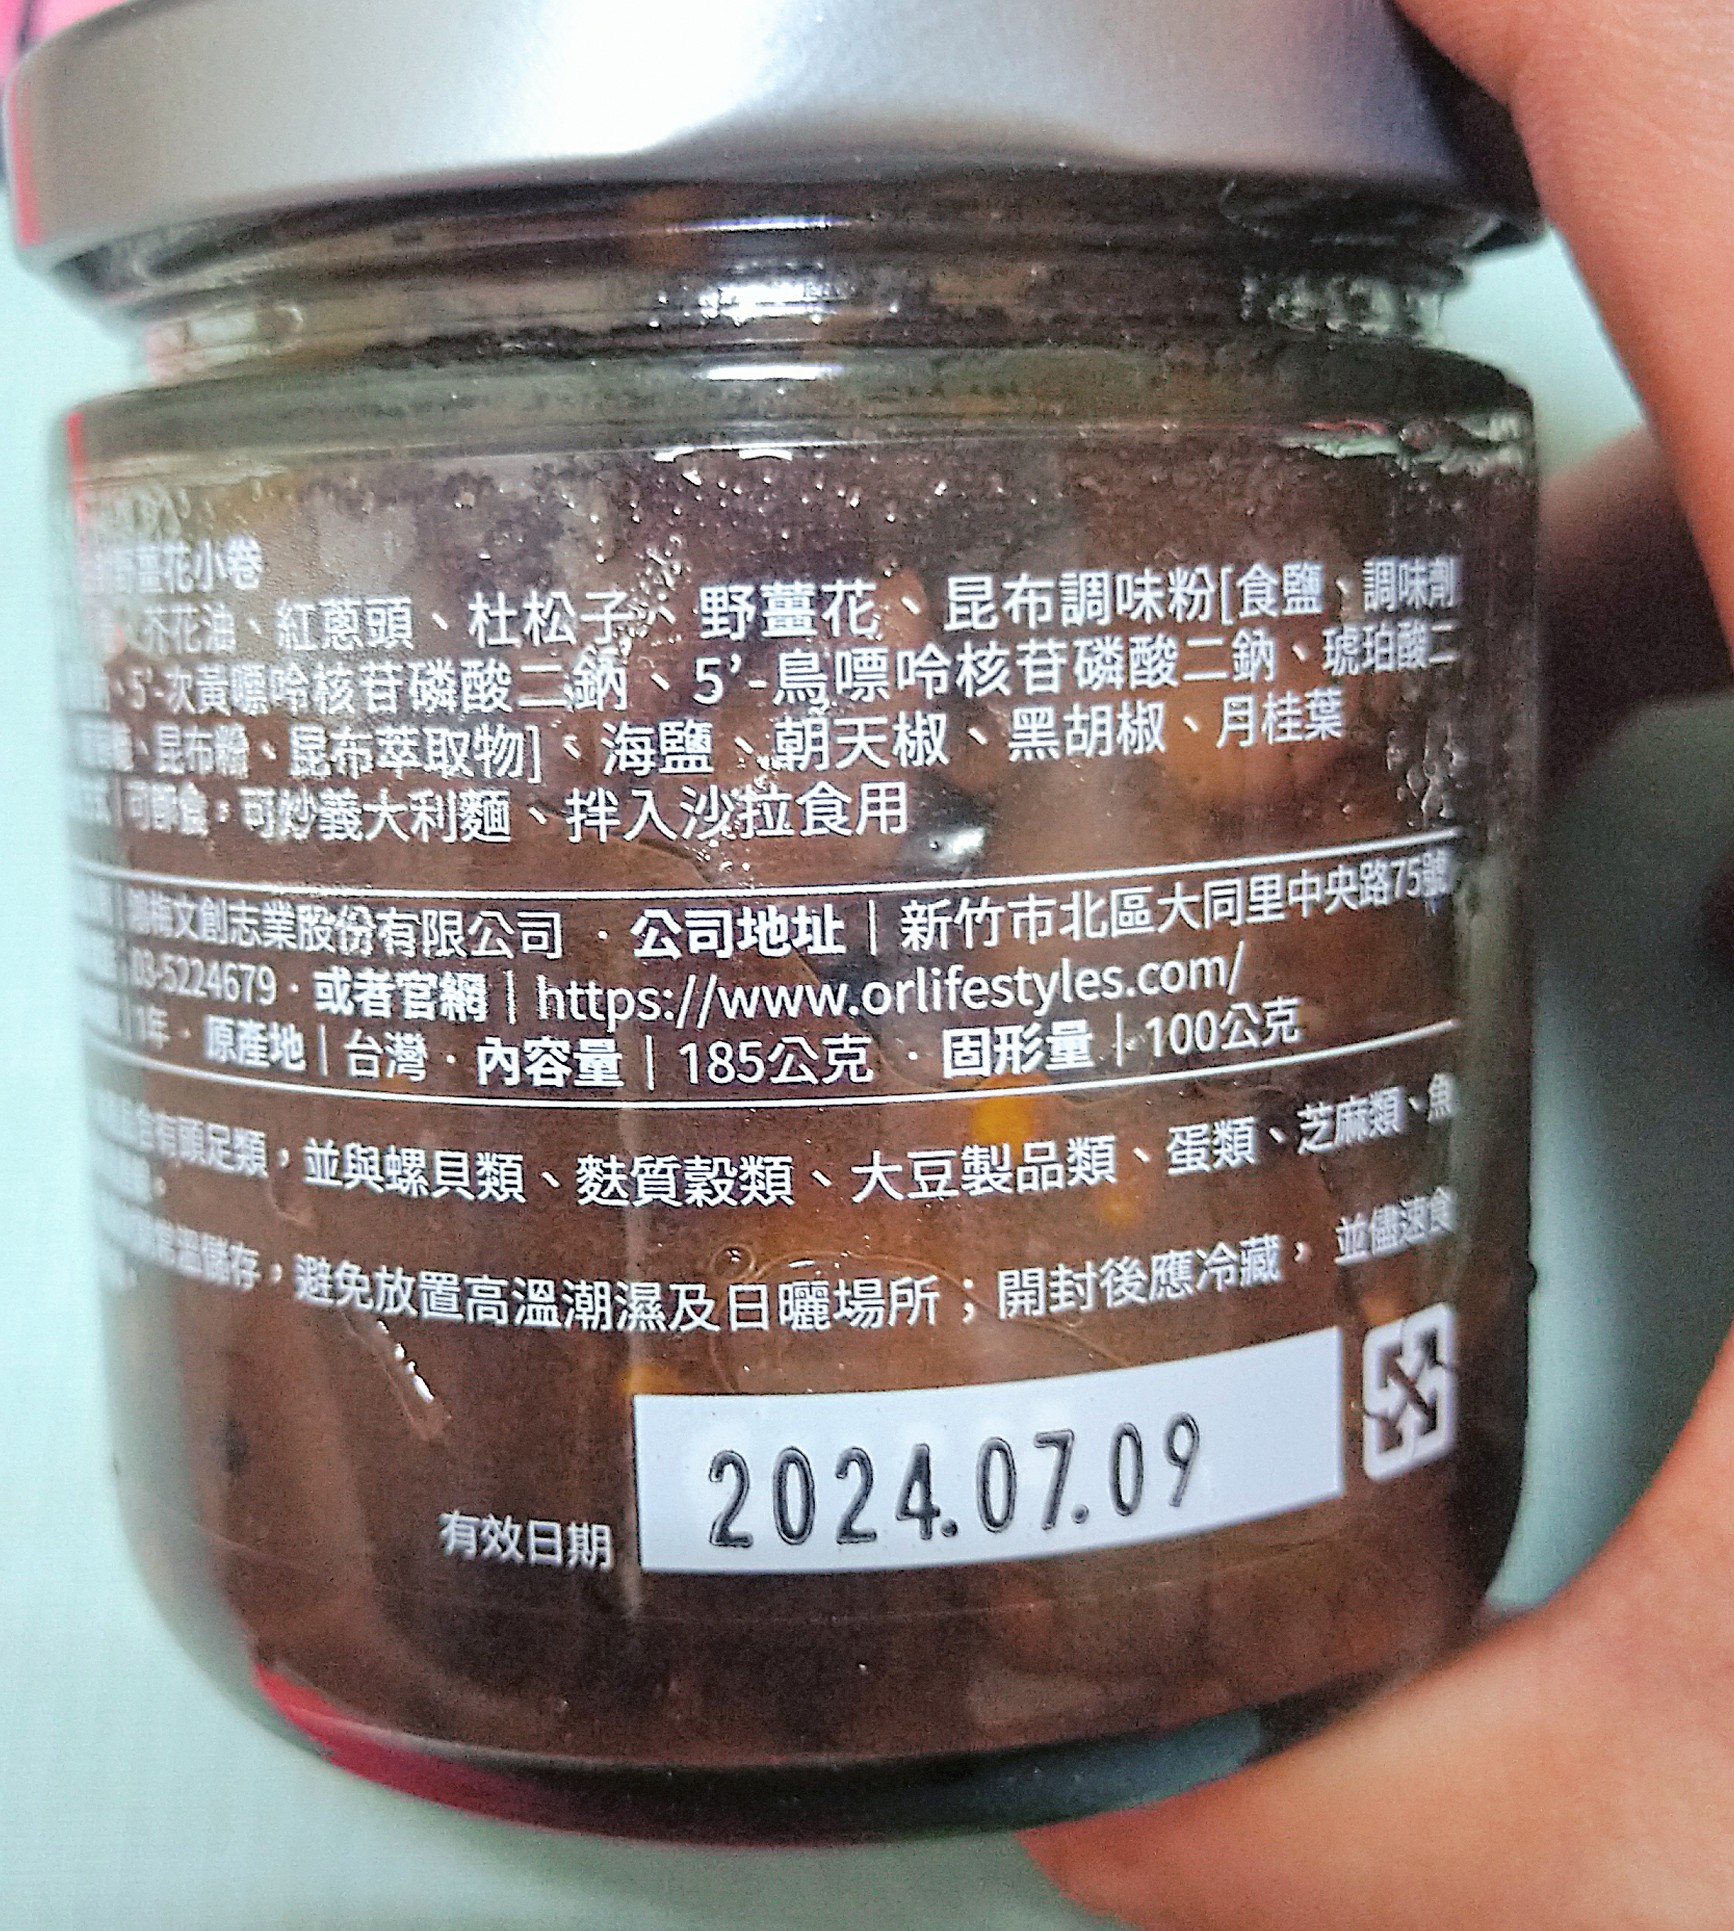 野薑花小卷
芥花油、紅蔥頭、杜松子、野薑花、昆布調味粉[食鹽、調味劑
、5’-次黃嘌呤核苷磷酸二鈉、5’-鳥嘌呤核苷磷酸二鈉、琥珀酸二
、昆布粉、昆布萃取物]、海鹽、朝天椒、黑胡椒、月桂葉
可即食，可炒義大利麵、拌入沙拉食用
梅文創志業股份有限公司 · 公司地址｜新竹市北區大同里中央路75號
03-5224679 · 或者官網｜https://www.orlifestyles.com/
1年 · 原產地｜台灣 · 內容量｜185公克 · 固形量｜100公克
含有頭足類，並與螺貝類、麩質穀類、大豆製品類、蛋類、芝麻類、魚
常溫儲存，避免放置高溫潮濕及日曬場所；開封後應冷藏，並儘速食
有效日期 2024.07.09